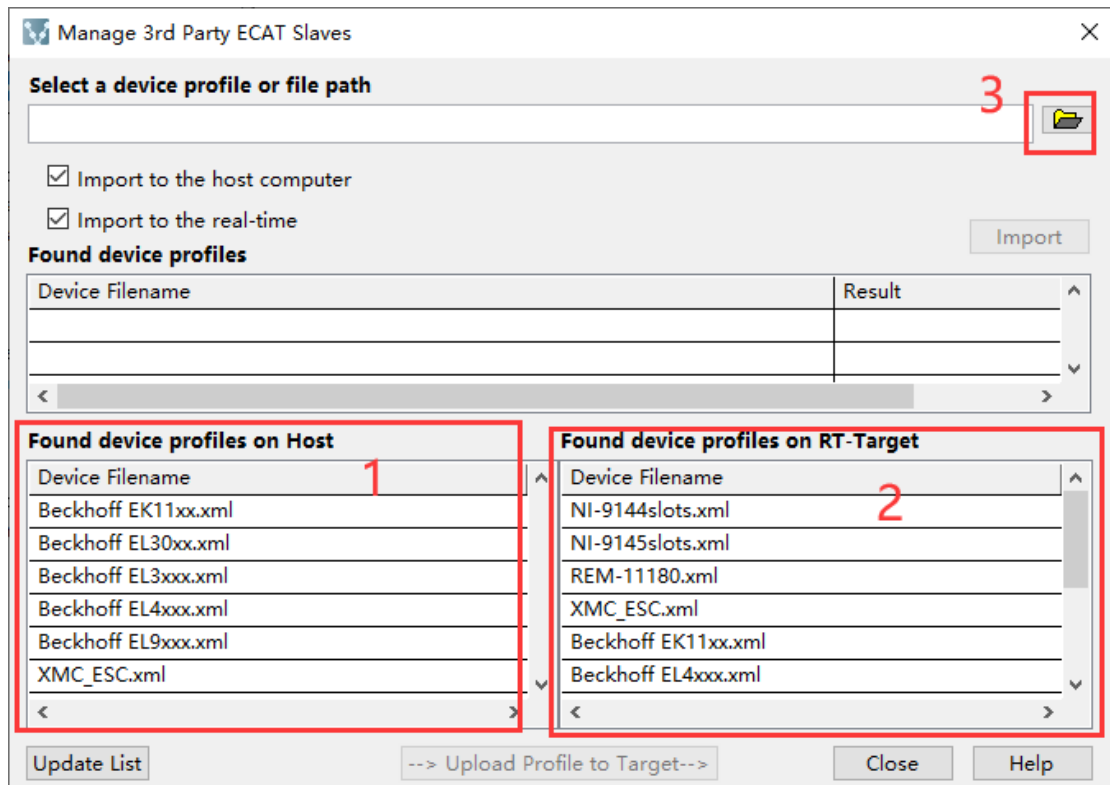 Manage 3rd Party ECAT Slaves
Select a device profile or file path
3
Import to the host computer
Import to the real-time
Import
Found device profiles
Device Filename Result
Found device profiles on Host
Device Filename
1
Beckhoff EK11xx.xml
Beckhoff EL30xx.xml
Beckhoff EL3xxx.xml
Beckhoff EL4xxx.xml
Beckhoff EL9xxx.xml
XMC_ESC.xml
Found device profiles on RT-Target
Device Filename
2
NI-9144slots.xml
NI-9145slots.xml
REM-11180.xml
XMC_ESC.xml
Beckhoff EK11xx.xml
Beckhoff EL4xxx.xml
Update List
--> Upload Profile to Target-->
Close
Help